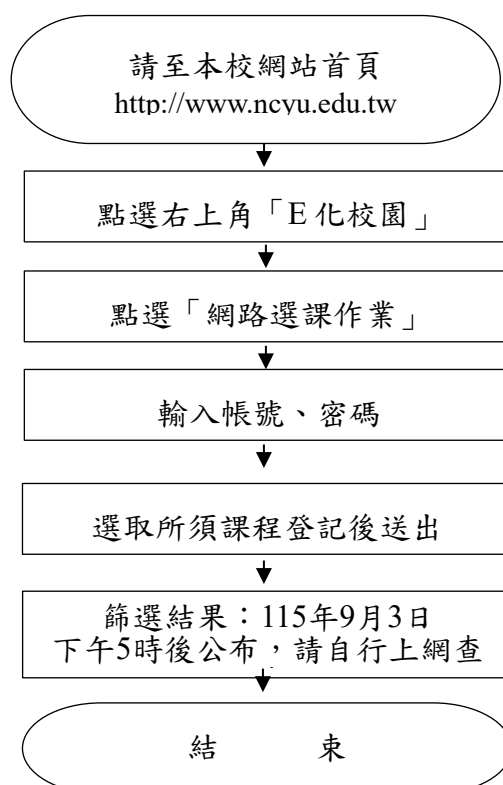 請至本校網站首頁
http://www.ncyu.edu.tw
點選右上角「E化校園」
點選「網路選課作業」
輸入帳號、密碼
選取所須課程登記後送出
篩選結果：115年9月3日
下午5時後公布，請自行上網查
結 束